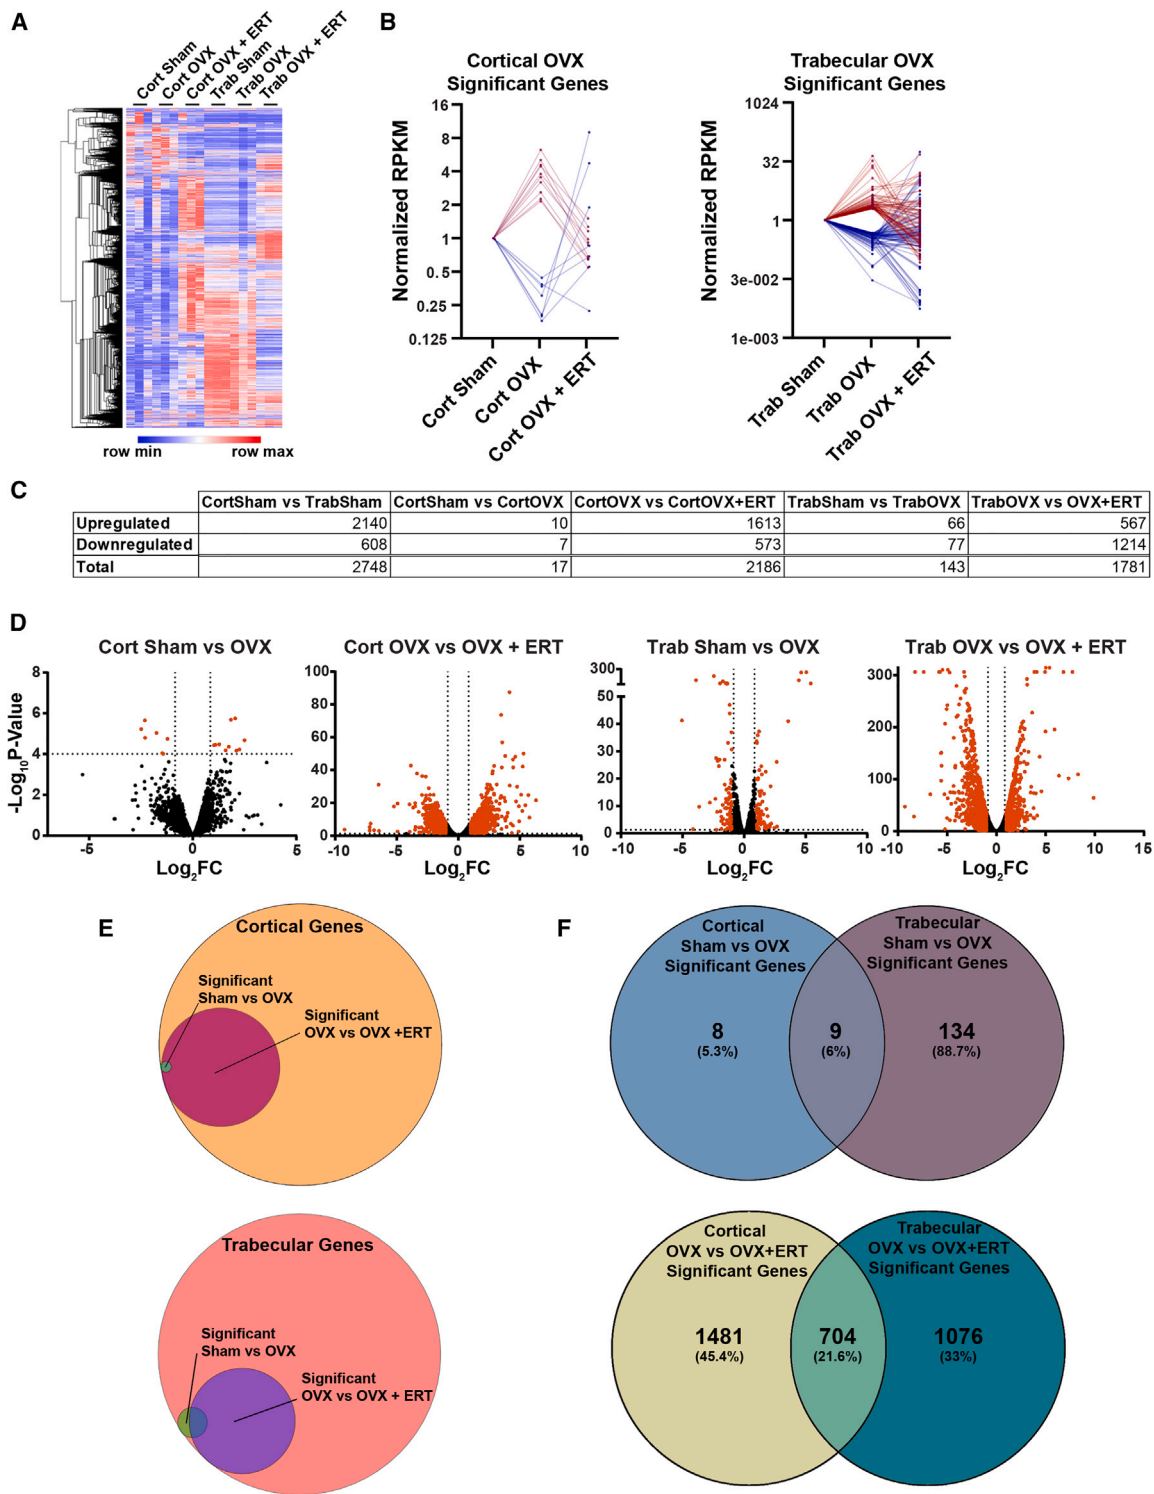 A
Cort Sham
Cort OVX
Cort OVX + ERT
Trab Sham
Trab OVX
Trab OVX + ERT
row min
row max
B
Cortical OVX
Significant Genes
Normalized RPKM
16
8
4
2
1
0.5
0.25
0.125
Cort Sham
Cort OVX
Cort OVX + ERT
Trabecular OVX
Significant Genes
Normalized RPKM
1024
32
1
3e-002
1e-003
Trab Sham
Trab OVX
Trab OVX + ERT
C
CortSham vs TrabSham CortSham vs CortOVX CortOVX vs CortOVX+ERT TrabSham vs TrabOVX TrabOVX vs OVX+ERT
Upregulated 2140 10 1613 66 567
Downregulated 608 7 573 77 1214
Total 2748 17 2186 143 1781
D
Cort Sham vs OVX
-Log10P-Value
8
6
4
2
0
-5 0 5
Log2FC
Cort OVX vs OVX + ERT
100
80
60
40
20
0
-10 -5 0 5 10
Log2FC
Trab Sham vs OVX
300
50
40
30
20
10
0
-10 -5 0 5 10
Log2FC
Trab OVX vs OVX + ERT
300
200
100
0
-10 -5 0 5 10 15
Log2FC
E
Cortical Genes
Significant
Sham vs OVX
Significant
OVX vs OVX +ERT
Trabecular Genes
Significant
Sham vs OVX
Significant
OVX vs OVX + ERT
F
Cortical
Sham vs OVX
Significant Genes
Trabecular
Sham vs OVX
Significant Genes
8
(5.3%)
9
(6%)
134
(88.7%)
Cortical
OVX vs OVX+ERT
Significant Genes
Trabecular
OVX vs OVX+ERT
Significant Genes
1481
(45.4%)
704
(21.6%)
1076
(33%)